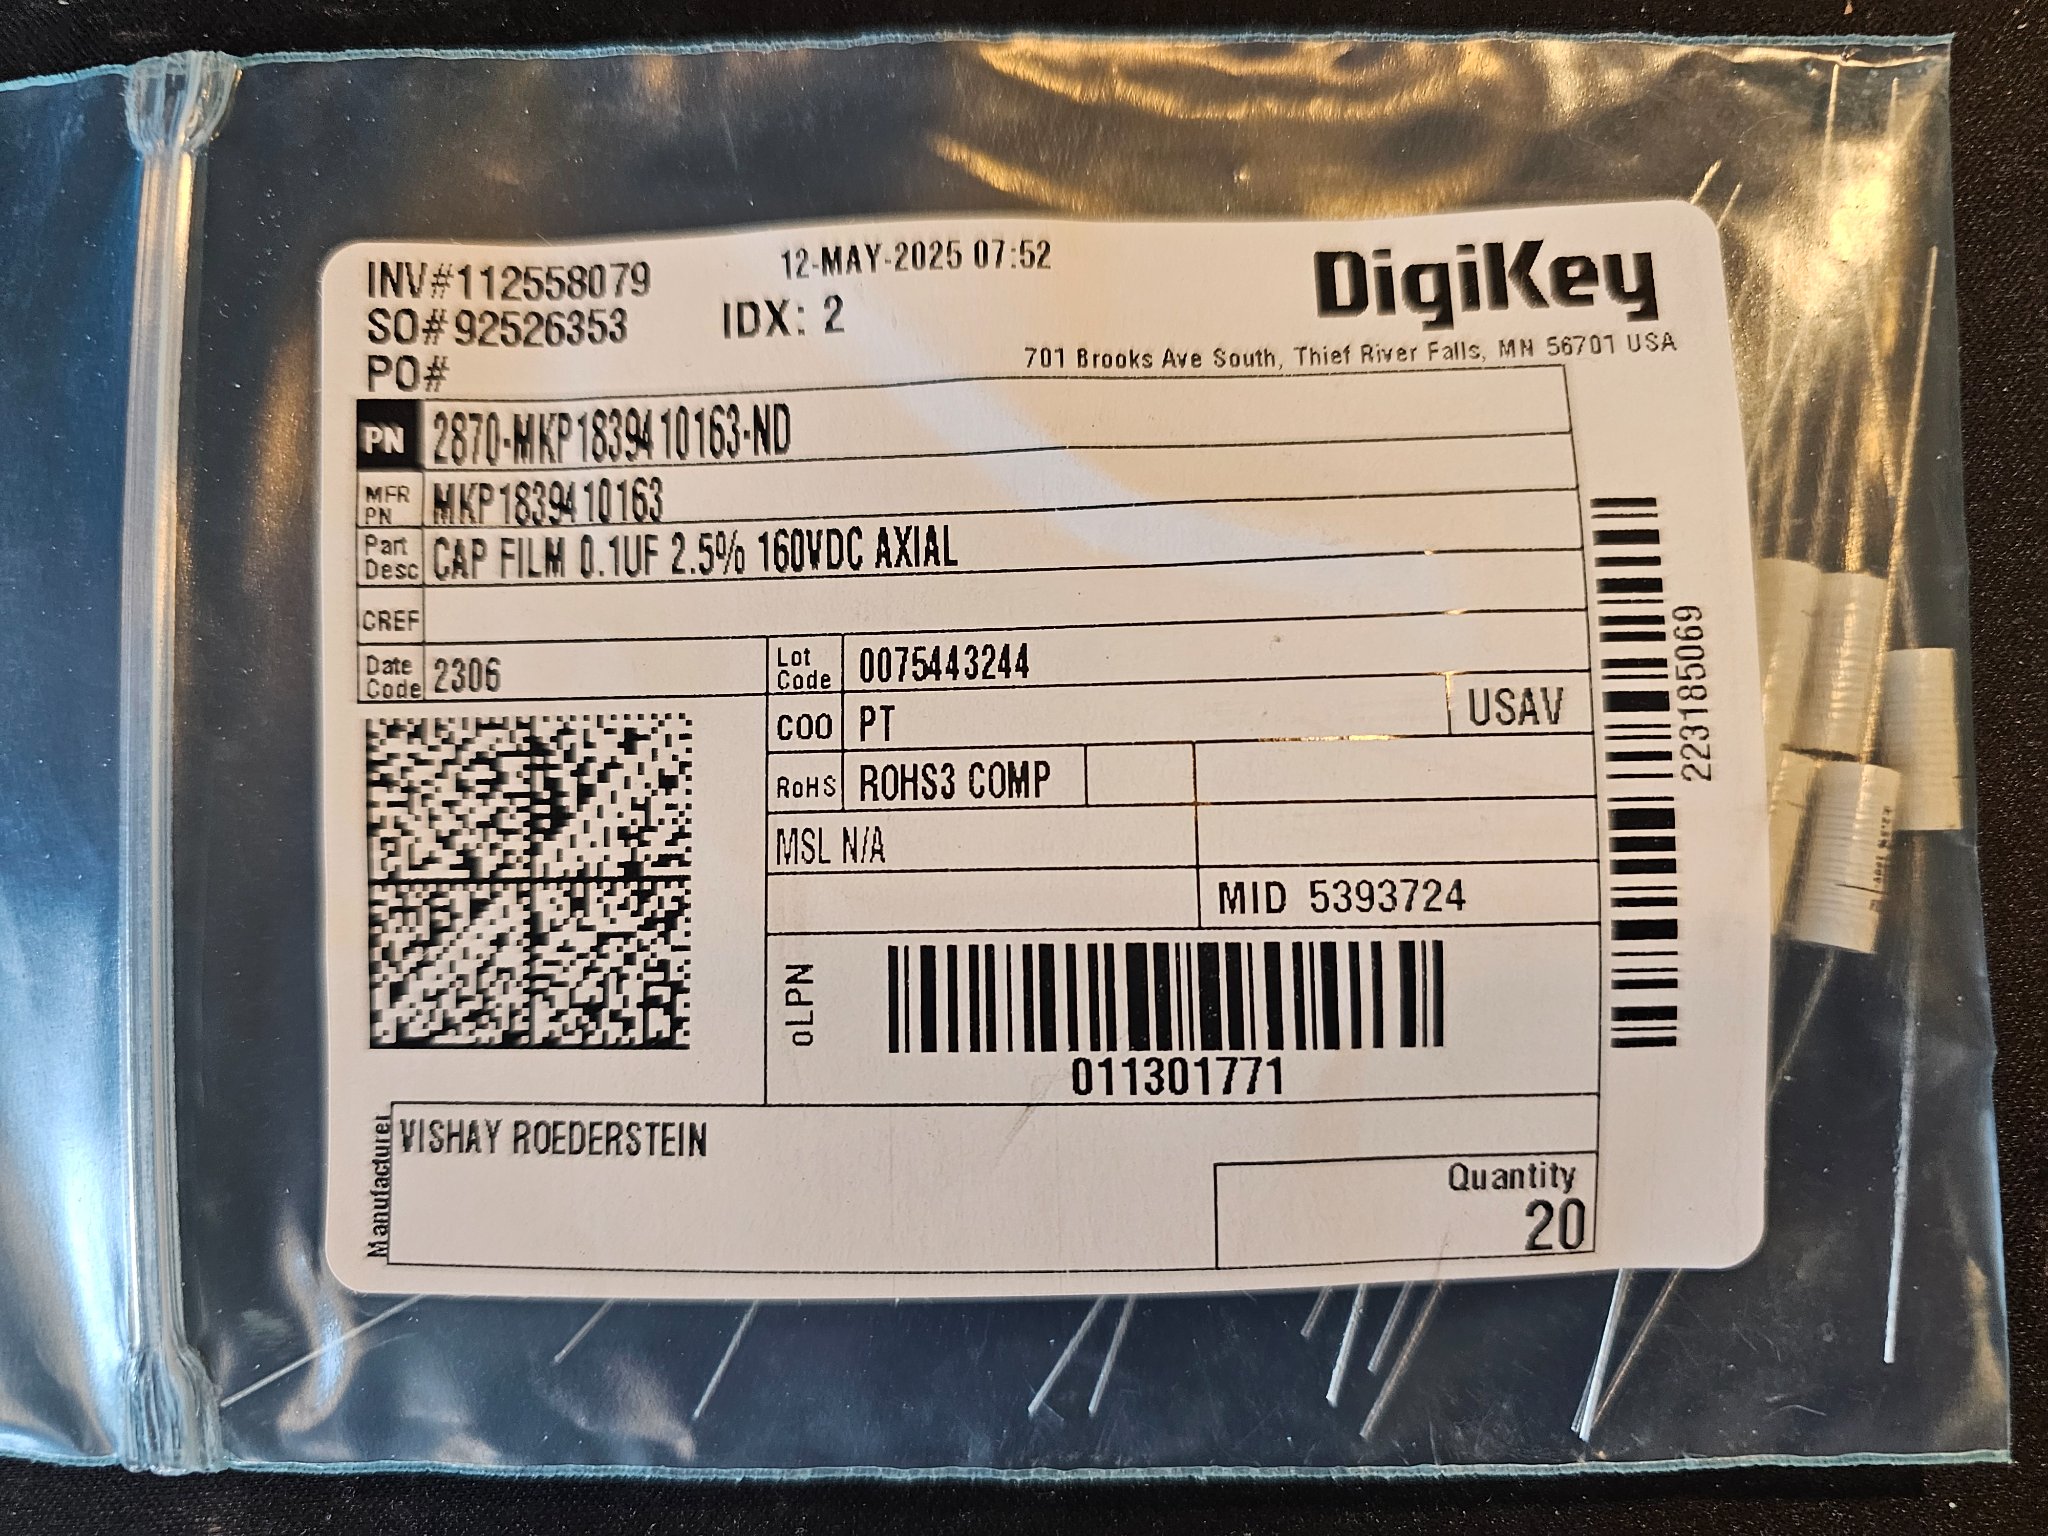 INV#112558079
SO#92526353
PO#
12-MAY-2025 07:52
IDX: 2
DigiKey
701 Brooks Ave South, Thief River Falls, MN 56701 USA
PN 2870-MKP1839410163-ND
MFR PN MKP1839410163
Part Desc CAP FILM 0.1UF 2.5% 160VDC AXIAL
CREF
Date Code 2306
Lot Code 0075443244
COO PT
USAV
RoHS ROHS3 COMP
MSL N/A
MID 5393724
oLPN
011301771
223185069
Manufacturer VISHAY ROEDERSTEIN
Quantity
20